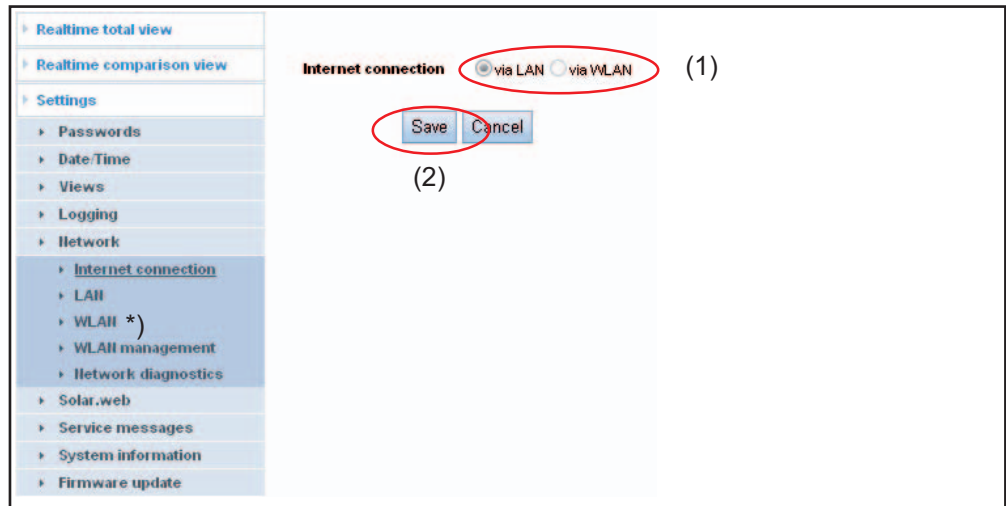 Realtime total view
Realtime comparison view
Settings
Passwords
Date/Time
Views
Logging
Network
Internet connection
LAN
WLAN *)
WLAN management
Network diagnostics
Solar.web
Service messages
System information
Firmware update
Internet connection via LAN via WLAN (1)
Save Cancel
(2)